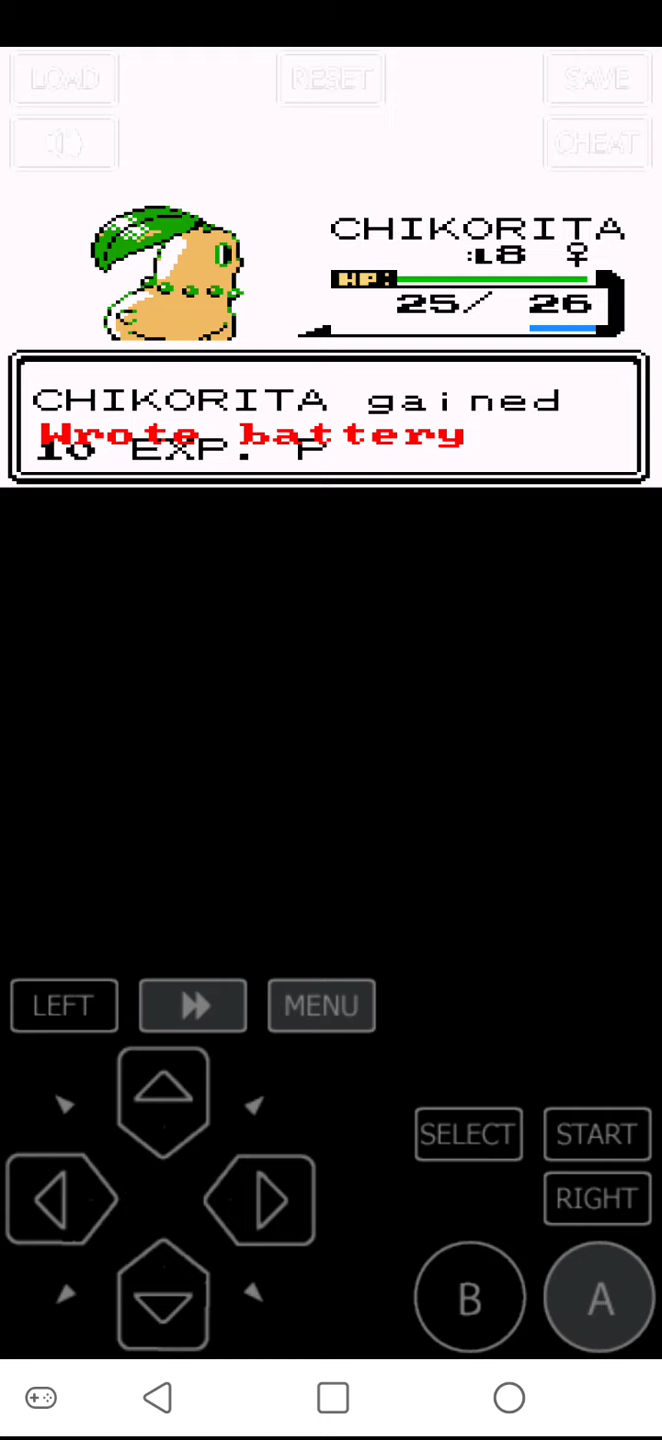 LOAD RESET SAVE
CHEAT
CHIKORITA
:L8 ♀
HP:
25/ 26
CHIKORITA gained
Wrote battery
10 EXP. P
LEFT MENU
SELECT START
RIGHT
B A